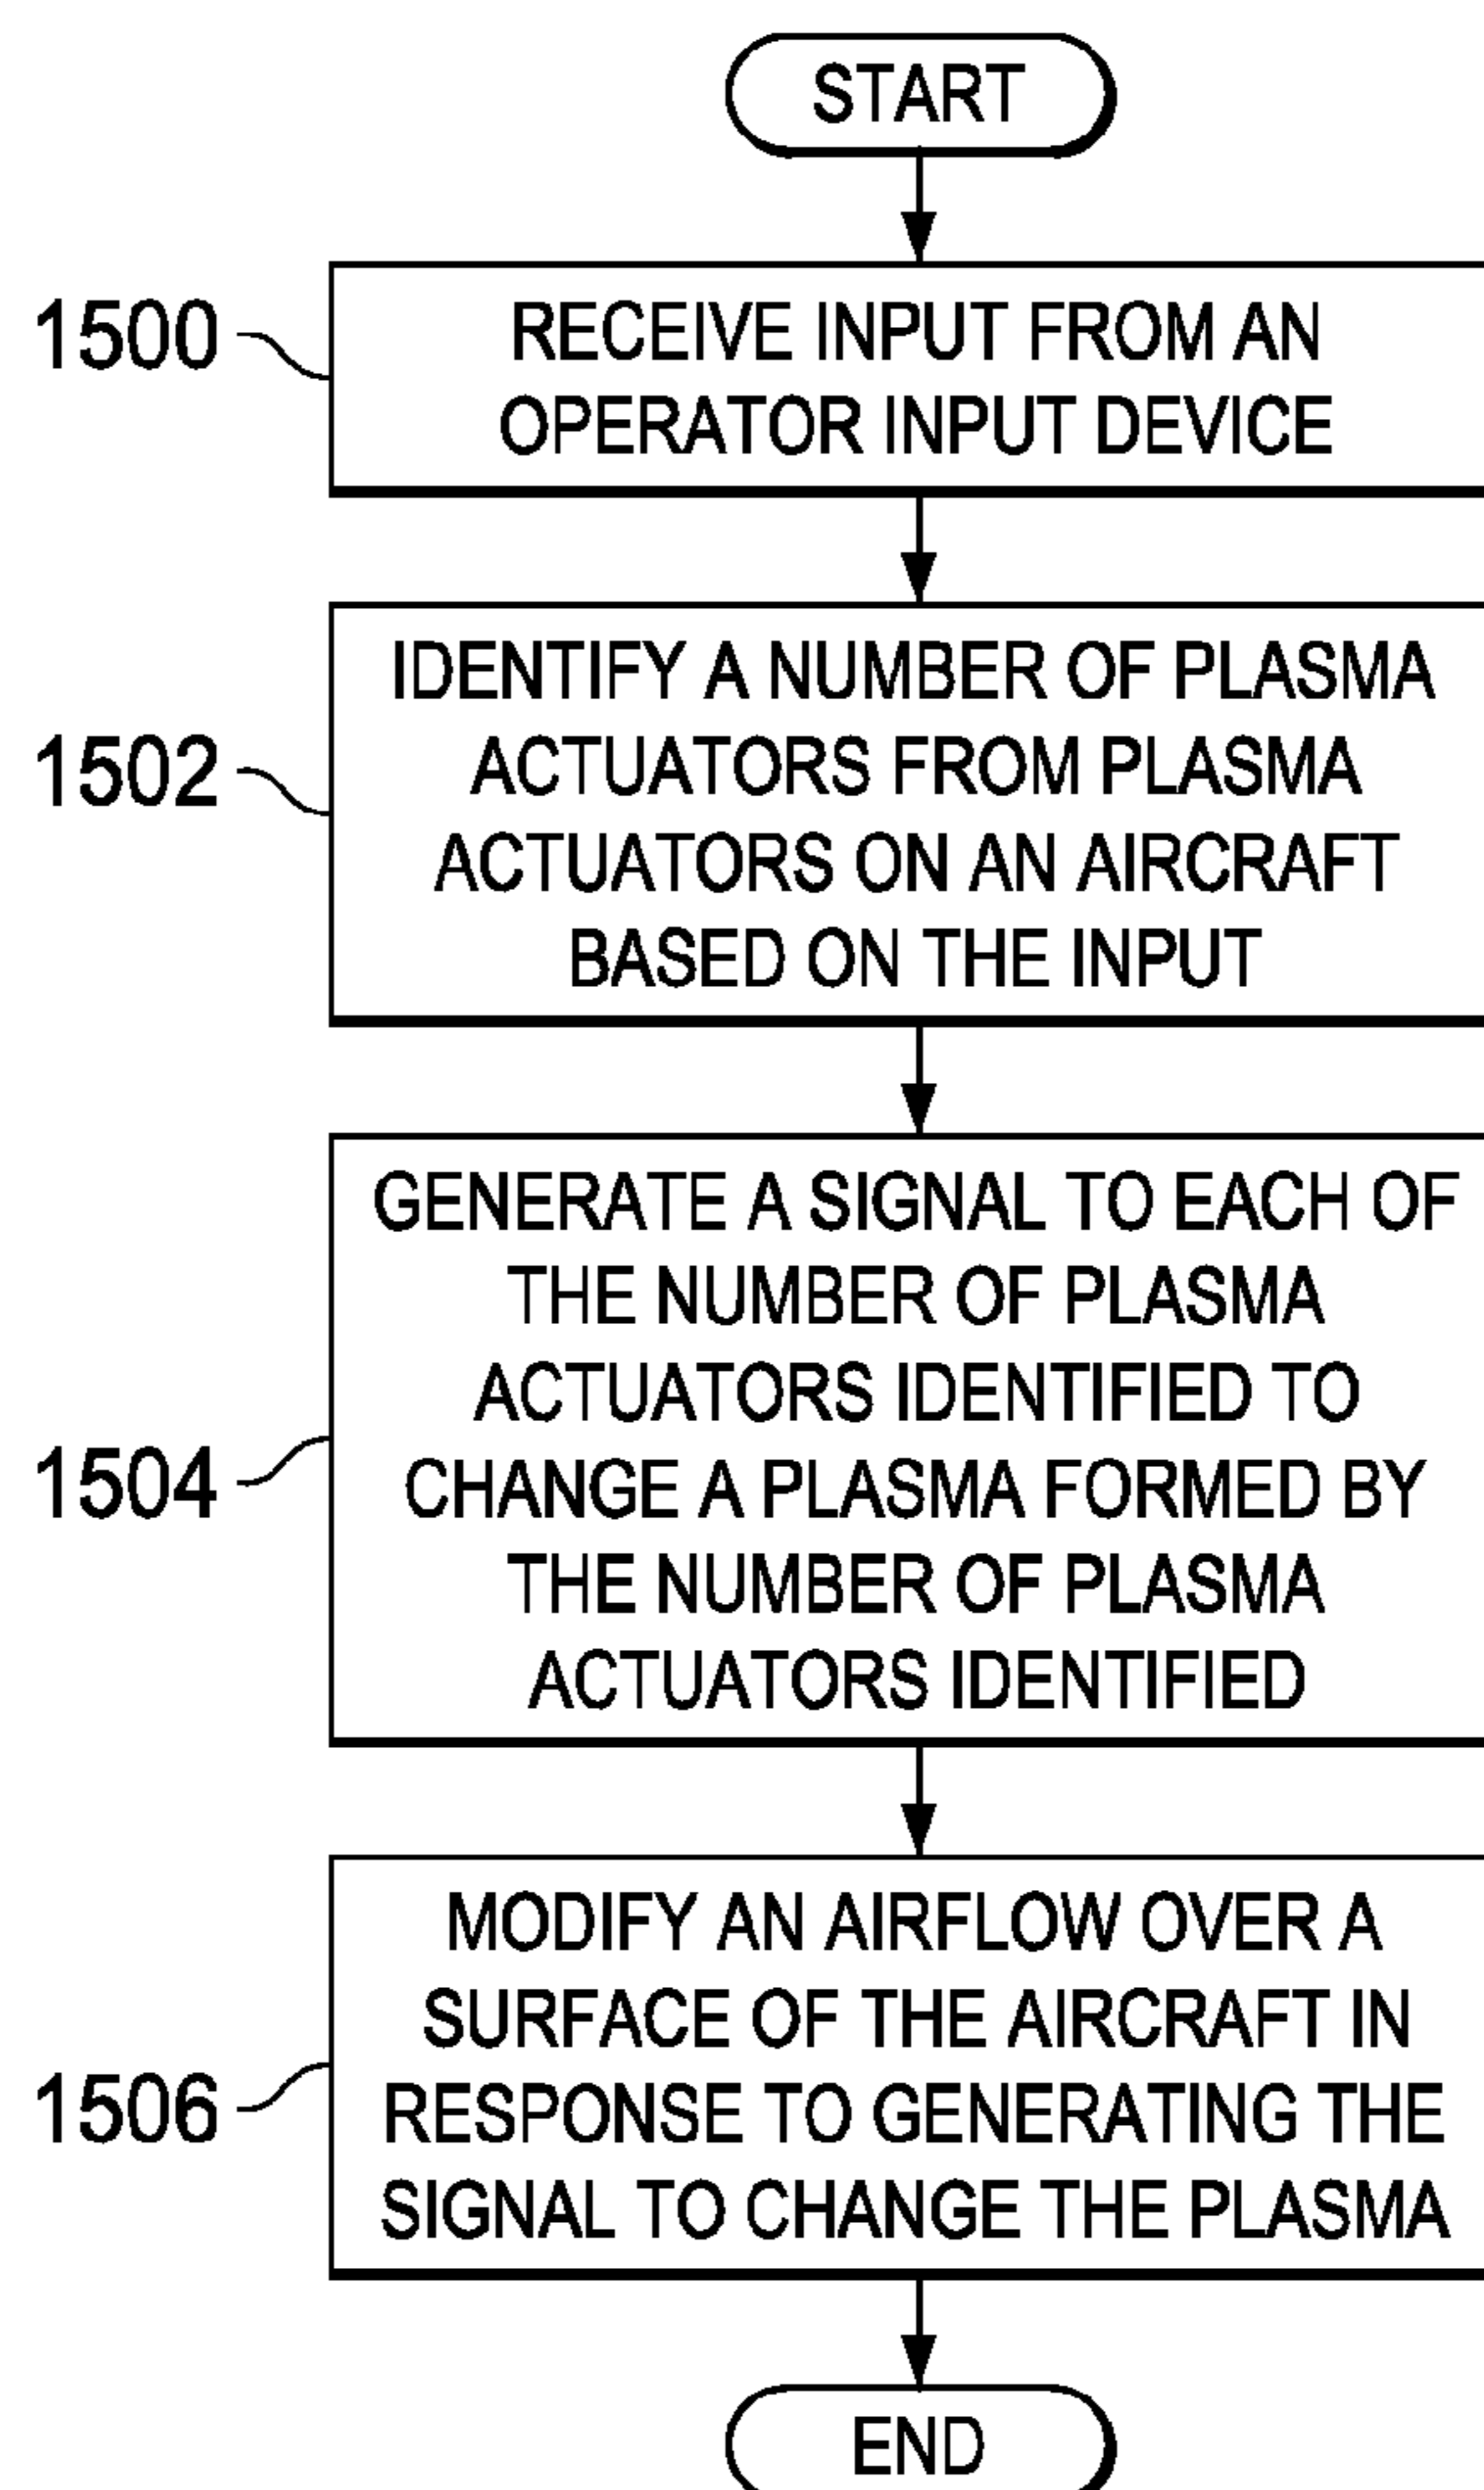 START
1500
RECEIVE INPUT FROM AN
OPERATOR INPUT DEVICE
1502
IDENTIFY A NUMBER OF PLASMA
ACTUATORS FROM PLASMA
ACTUATORS ON AN AIRCRAFT
BASED ON THE INPUT
1504
GENERATE A SIGNAL TO EACH OF
THE NUMBER OF PLASMA
ACTUATORS IDENTIFIED TO
CHANGE A PLASMA FORMED BY
THE NUMBER OF PLASMA
ACTUATORS IDENTIFIED
1506
MODIFY AN AIRFLOW OVER A
SURFACE OF THE AIRCRAFT IN
RESPONSE TO GENERATING THE
SIGNAL TO CHANGE THE PLASMA
END